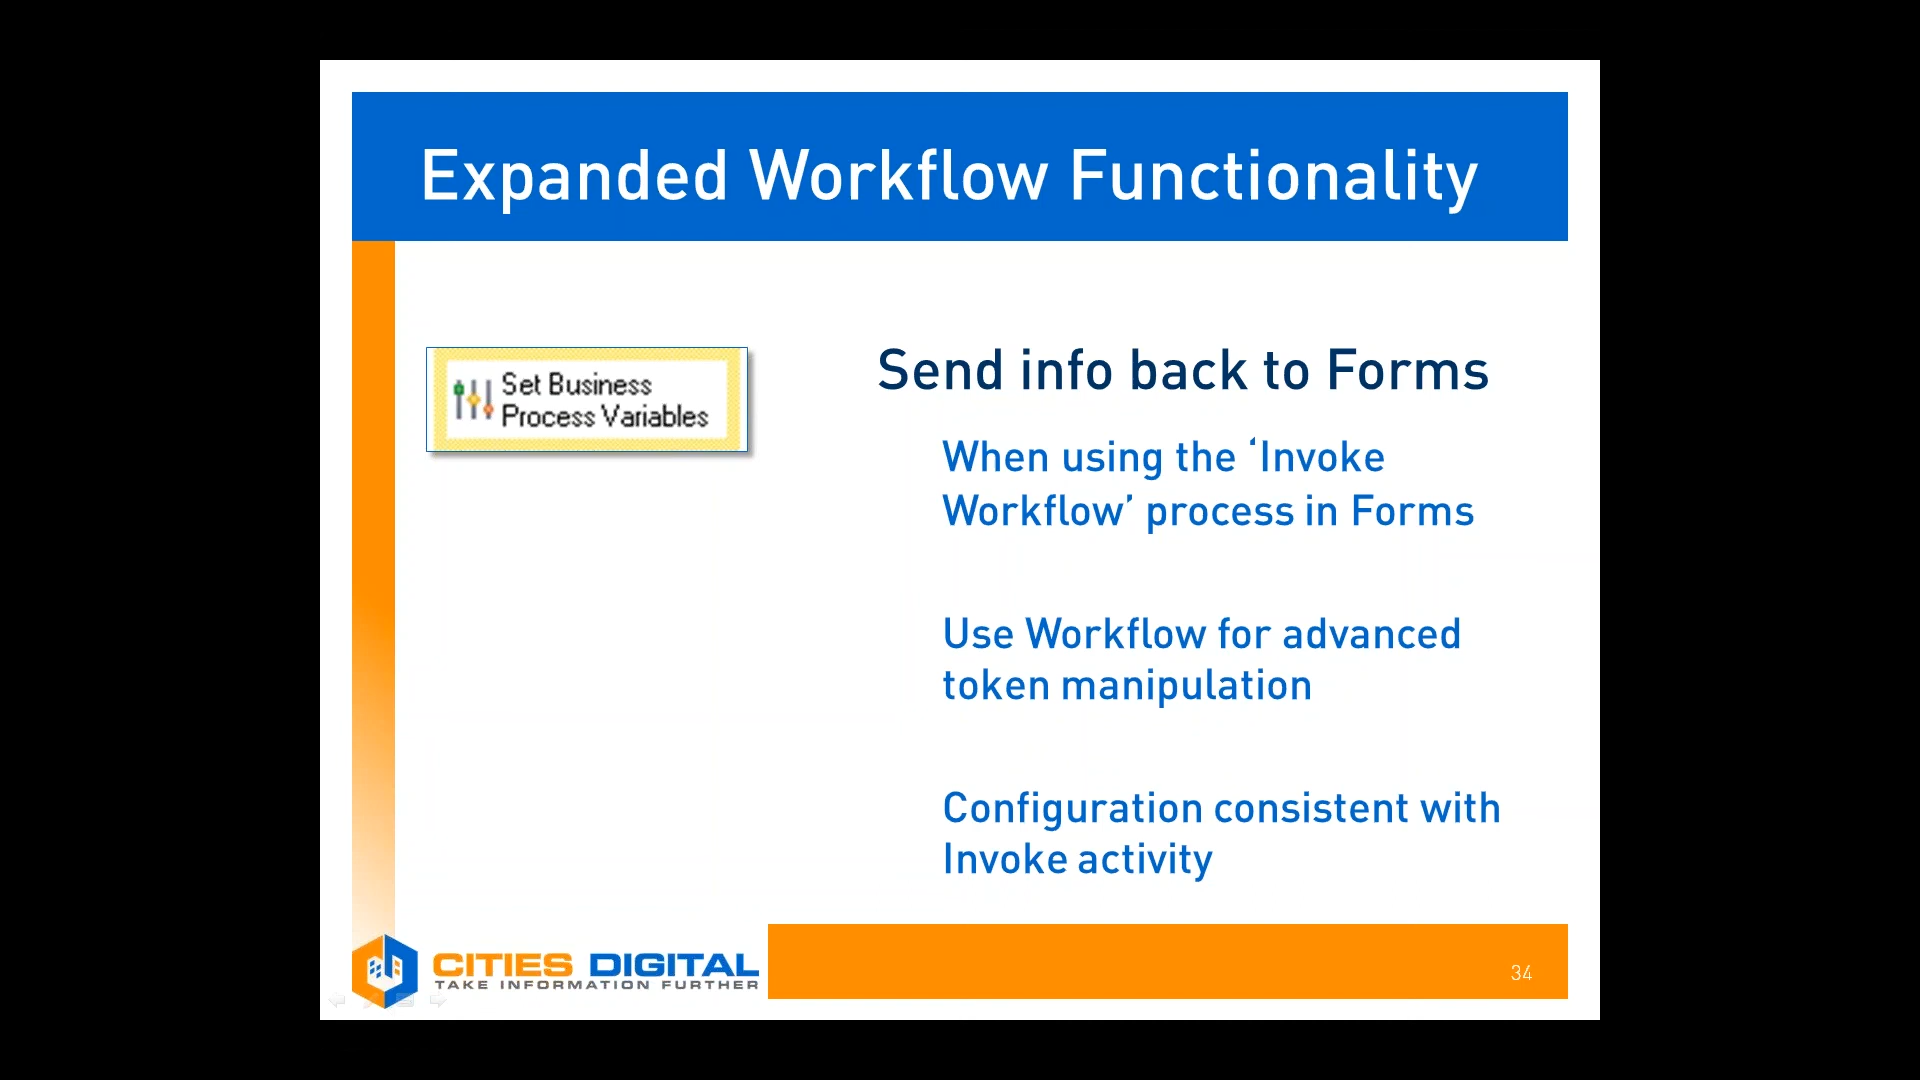 Expanded Workflow Functionality
Set Business
Process Variables
Send info back to Forms
When using the ‘Invoke
Workflow’ process in Forms
Use Workflow for advanced
token manipulation
Configuration consistent with
Invoke activity
CITIES DIGITAL
TAKE INFORMATION FURTHER
34